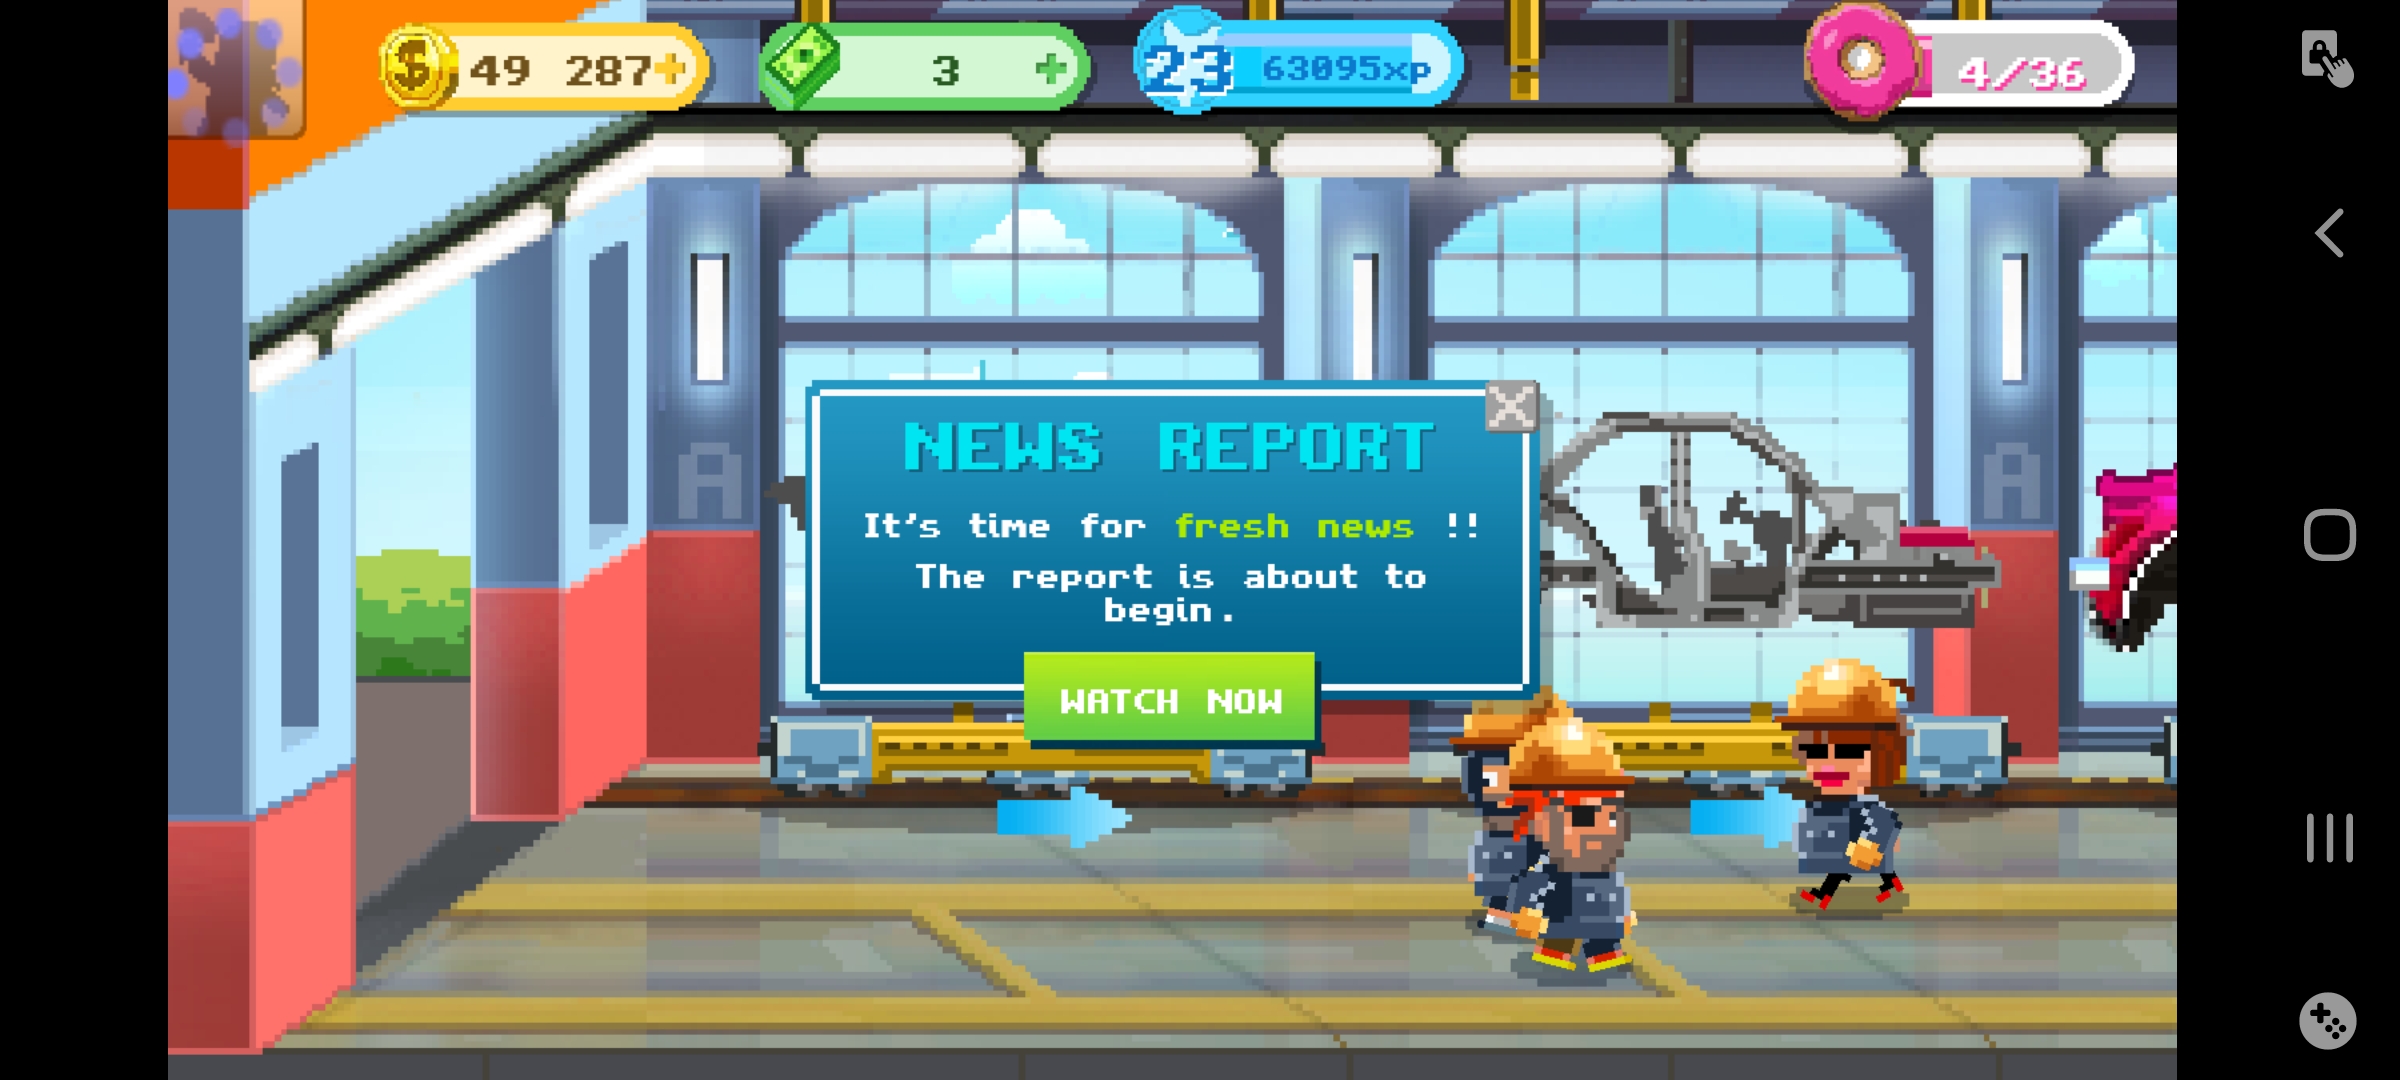 49 287+
3 +
23 63095xp
4/36
A
A
NEWS REPORT
It's time for fresh news !!
The report is about to
begin.
WATCH NOW